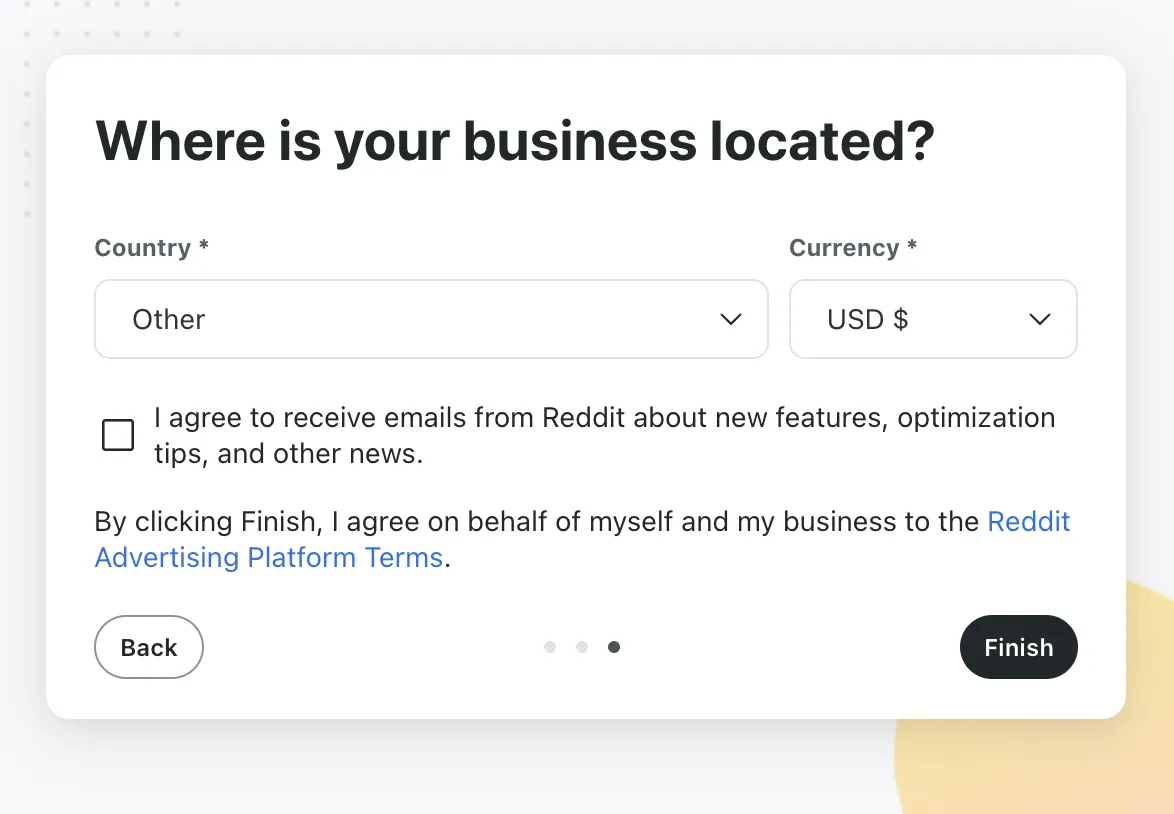 Where is your business located?
Country *
Currency *
Other
USD $
I agree to receive emails from Reddit about new features, optimization
tips, and other news.
By clicking Finish, I agree on behalf of myself and my business to the Reddit
Advertising Platform Terms.
Back
Finish